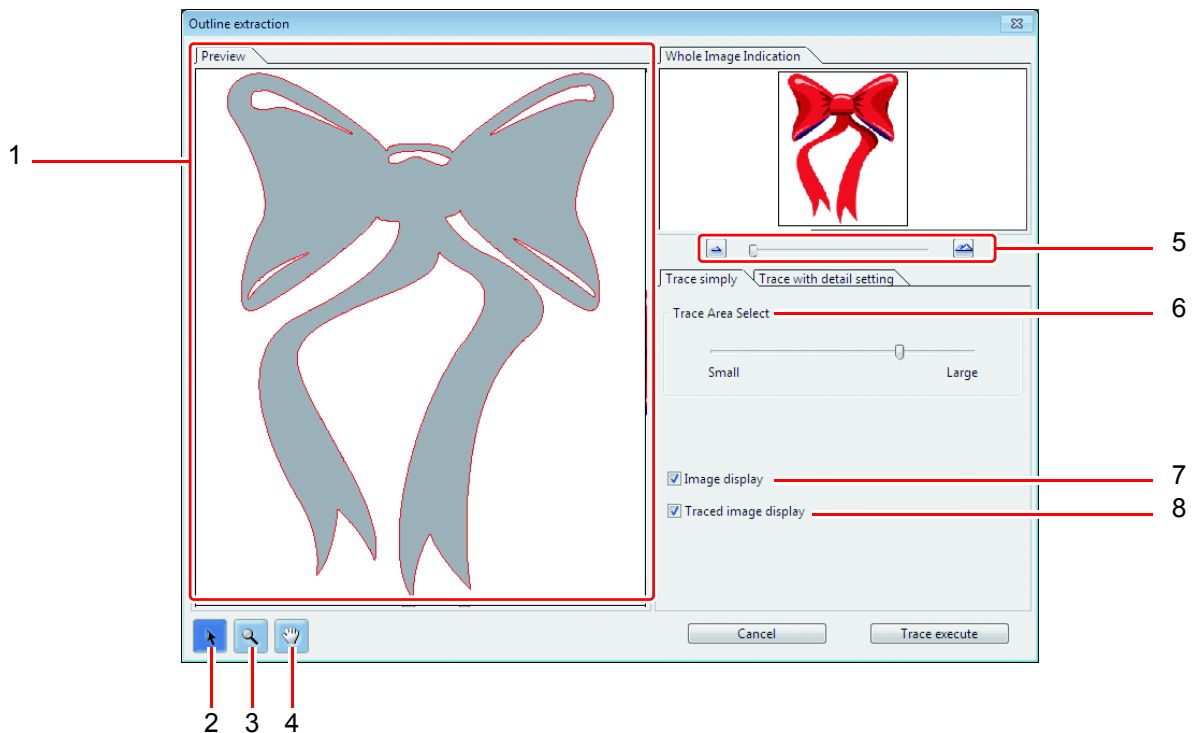 Outline extraction
Preview
Whole Image Indication
1
5
Trace simply
Trace with detail setting
Trace Area Select
6
Small
Large
Image display
7
Traced image display
8
Cancel
Trace execute
2
3
4